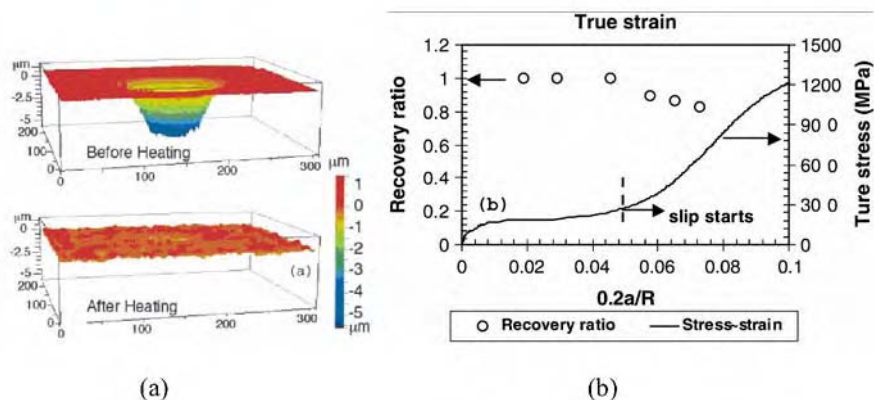 μm
0
-2.5
-5
200
100
0
Before Heating
0
100
200
300
μm
0
-2.5
-5
200
100
0
(a)
After Heating
0
100
200
300
μm
1
0
-1
-2
-3
-4
-5
μm
(a)
True strain
Recovery ratio
1.2
1
0.8
0.6
0.4
0.2
0
1500
1200
90 0
60 0
30 0
0
Ture stress (MPa)
(b)
slip starts
0 0.02 0.04 0.06 0.08 0.1
0.2a/R
Recovery ratio Stress~strain
(b)